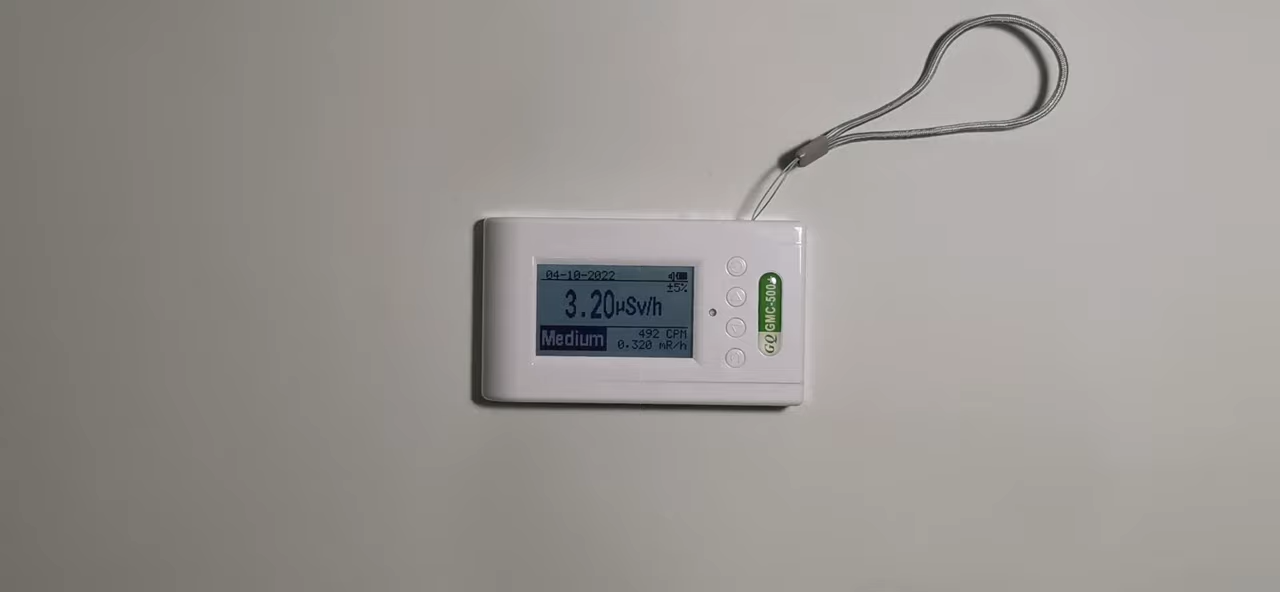 04-10-2022
±5%
3.20µSv/h
Medium
492 CPM
0.320 mR/h
GQ GMC-500+